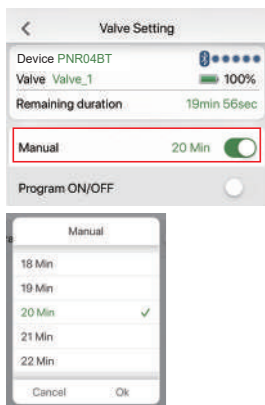 Valve Setting
Device PNR04BT
Valve Valve_1 100%
Remaining duration 19min 56sec
Manual 20 Min
Program ON/OFF
Manual
18 Min
19 Min
20 Min
21 Min
22 Min
Cancel Ok